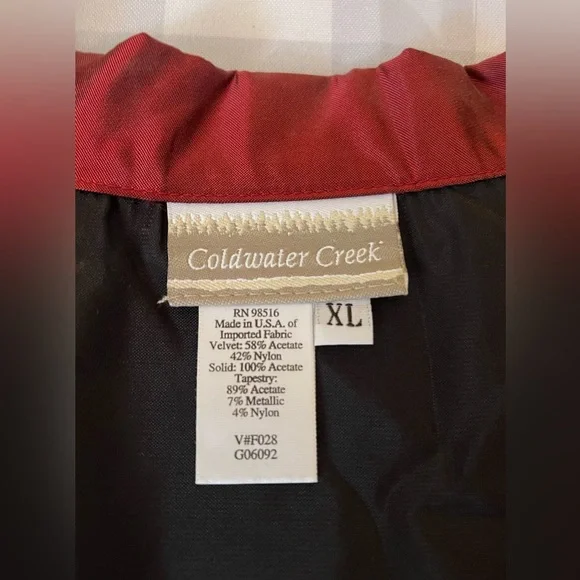 Coldwater Creek
XL
RN 98516
Made in U.S.A. of
Imported Fabric
Velvet: 58% Acetate
42% Nylon
Solid: 100% Acetate
Tapestry:
89% Acetate
7% Metallic
4% Nylon
V#F028
G06092